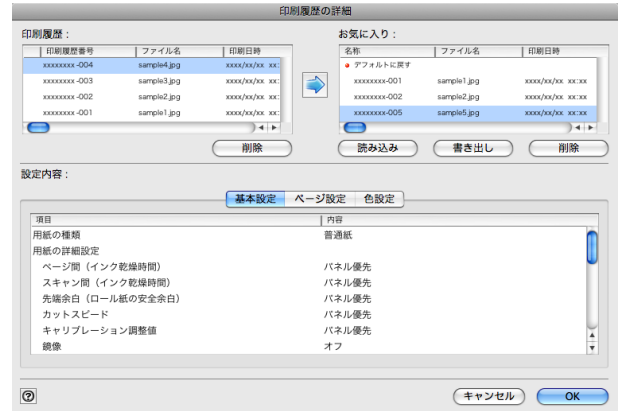 印刷履歴の詳細
印刷履歴：
印刷履歴番号 ファイル名 印刷日時
xxxxxxxx -004 sample4.jpg xxxx/xx/xx xx:
xxxxxxxx -003 sample3.jpg xxxx/xx/xx xx:
xxxxxxxx -002 sample2.jpg xxxx/xx/xx xx:
xxxxxxxx -001 sample1.jpg xxxx/xx/xx xx:
削除
お気に入り：
名称 ファイル名 印刷日時
デフォルトに戻す
xxxxxxxx-001 sample1.jpg xxxx/xx/xx xx:xx
xxxxxxxx-002 sample2.jpg xxxx/xx/xx xx:xx
xxxxxxxx-005 sample5.jpg xxxx/xx/xx xx:xx
読み込み 書き出し 削除
設定内容：
基本設定 ページ設定 色設定
項目 内容
用紙の種類 普通紙
用紙の詳細設定
ページ間（インク乾燥時間） パネル優先
スキャン間（インク乾燥時間） パネル優先
先端余白（ロール紙の安全余白） パネル優先
カットスピード パネル優先
キャリブレーション調整値 パネル優先
鏡像 オフ
? キャンセル OK